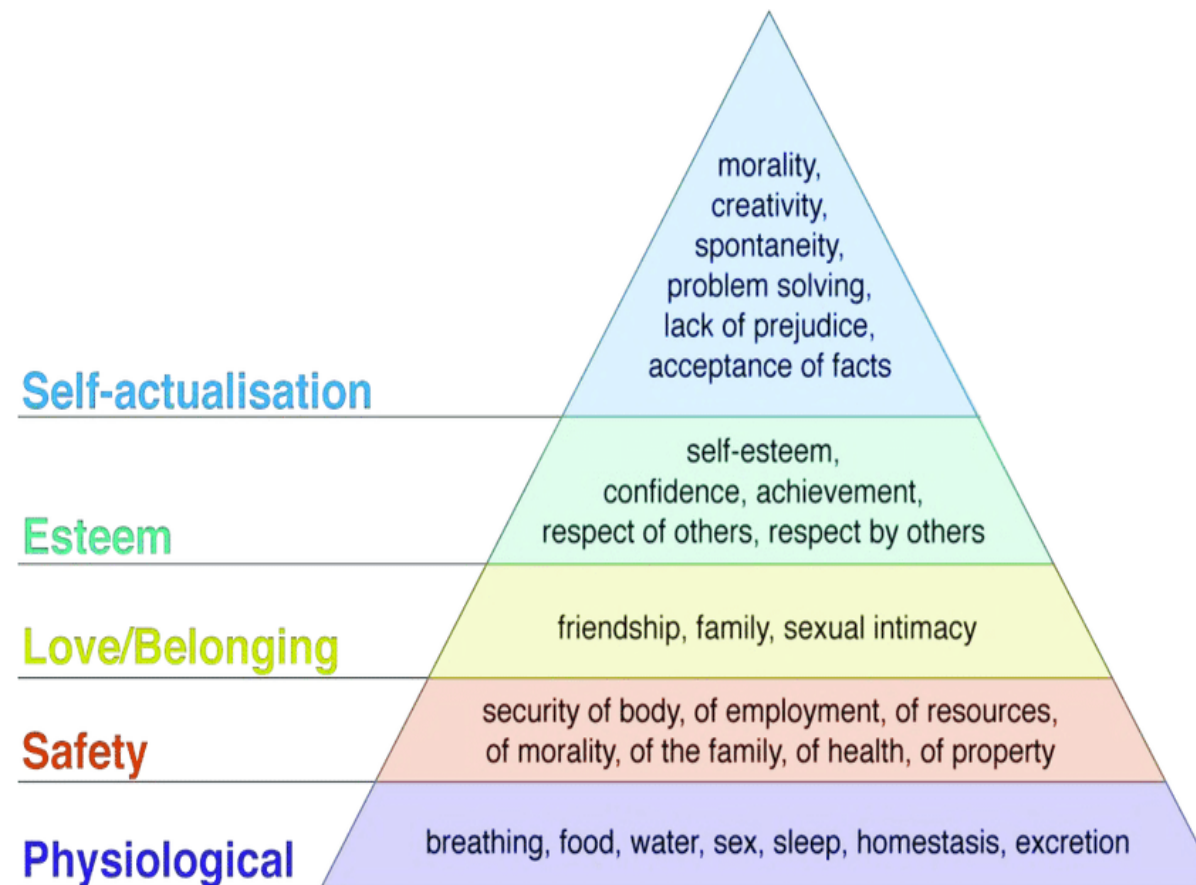 morality,
creativity,
spontaneity,
problem solving,
lack of prejudice,
acceptance of facts
Self-actualisation
self-esteem,
confidence, achievement,
respect of others, respect by others
Esteem
friendship, family, sexual intimacy
Love/Belonging
security of body, of employment, of resources,
of morality, of the family, of health, of property
Safety
breathing, food, water, sex, sleep, homestasis, excretion
Physiological